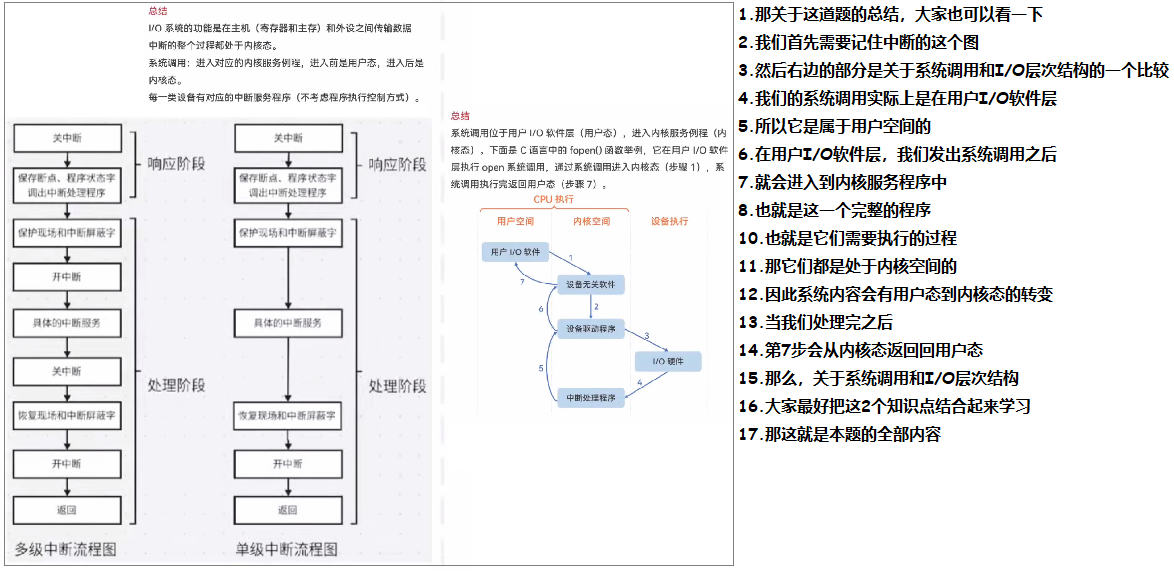 总结
I/O 系统的功能是在主机（寄存器和主存）和外设之间传输数据
中断的整个过程都处于内核态。
系统调用：进入对应的内核服务例程，进入前是用户态，进入后是
内核态。
每一类设备有对应的中断服务程序（不考虑程序执行控制方式）。
关中断
保存断点、程序状态字
调出中断处理程序
响应阶段
保护现场和中断屏蔽字
开中断
具体的中断服务
关中断
恢复现场和中断屏蔽字
开中断
返回
处理阶段
多级中断流程图
关中断
保存断点、程序状态字
调出中断处理程序
响应阶段
保护现场和中断屏蔽字
具体的中断服务
恢复现场和中断屏蔽字
开中断
返回
处理阶段
单级中断流程图
总结
系统调用位于用户 I/O 软件层（用户态），进入内核服务例程（内
核态），下面是 C 语言中的 fopen() 函数举例，它在用户 I/O 软件
层执行 open 系统调用，通过系统调用进入内核态（步骤 1），系
统调用执行完返回用户态（步骤 7）。
CPU 执行
用户空间
内核空间
设备执行
用户 I/O 软件
1
7
设备无关软件
6
2
设备驱动程序
3
I/O 硬件
5
4
中断处理程序
1.那关于这道题的总结，大家也可以看一下
2.我们首先需要记住中断的这个图
3.然后右边的部分是关于系统调用和I/O层次结构的一个比较
4.我们的系统调用实际上是在用户I/O软件层
5.所以它是属于用户空间的
6.在用户I/O软件层，我们发出系统调用之后
7.就会进入到内核服务程序中
8.也就是这一个完整的程序
10.也就是它们需要执行的过程
11.那它们都是处于内核空间的
12.因此系统内容会有用户态到内核态的转变
13.当我们处理完之后
14.第7步会从内核态返回回用户态
15.那么，关于系统调用和I/O层次结构
16.大家最好把这2个知识点结合起来学习
17.那这就是本题的全部内容